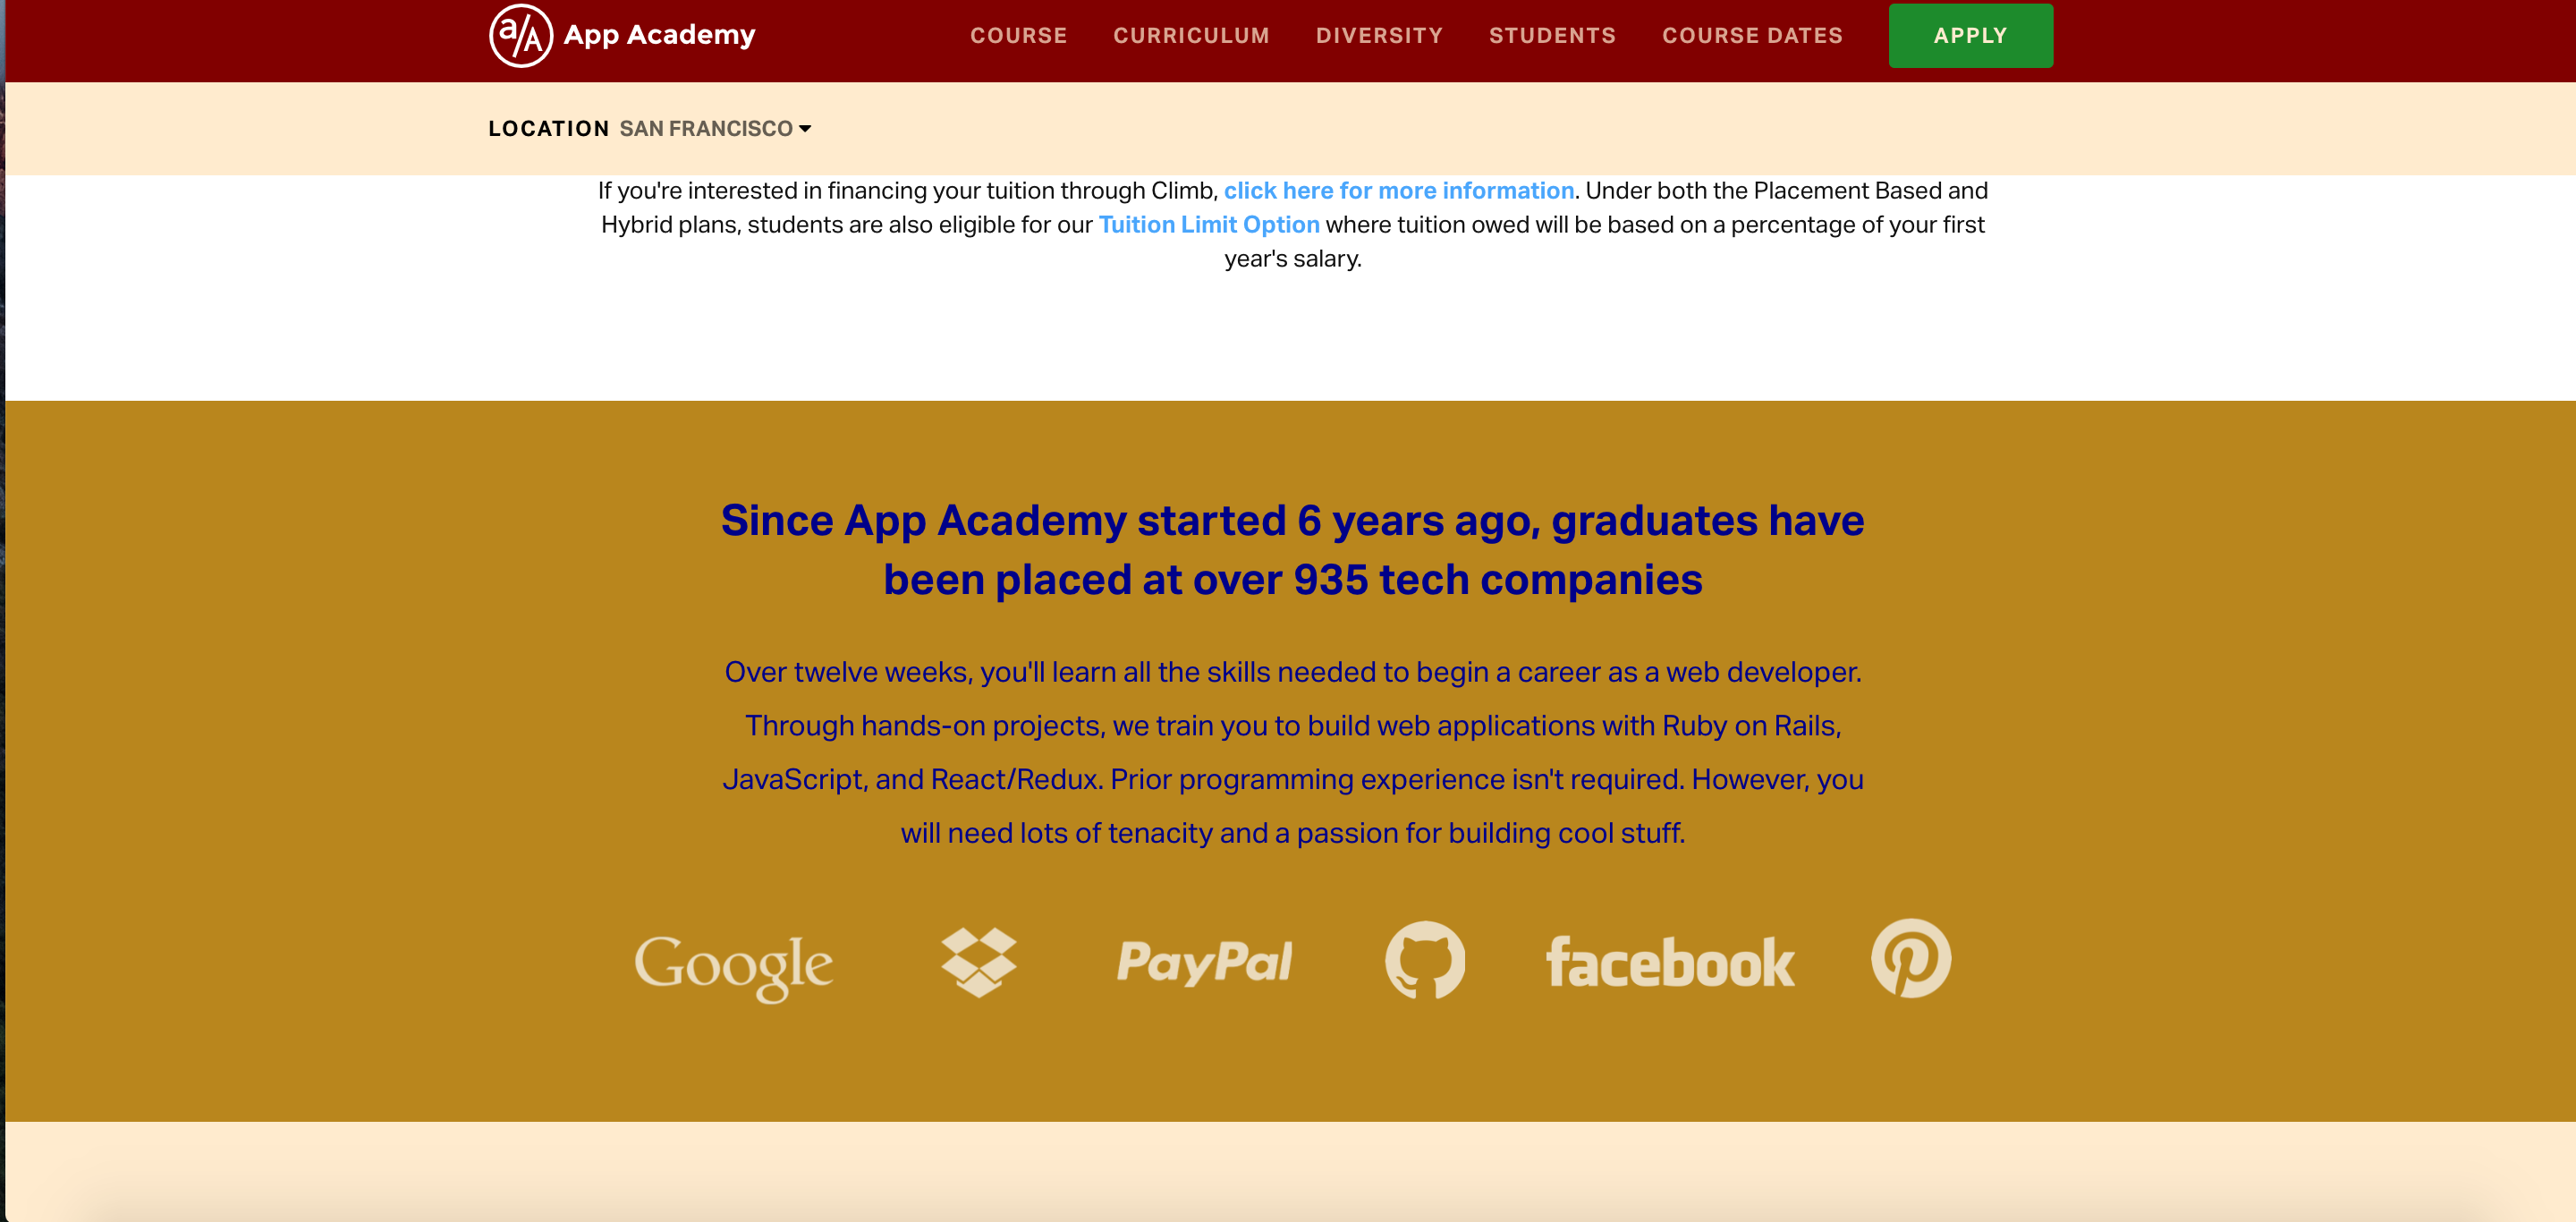 a/A App Academy COURSE CURRICULUM DIVERSITY STUDENTS COURSE DATES APPLY
LOCATION SAN FRANCISCO
If you're interested in financing your tuition through Climb, click here for more information. Under both the Placement Based and
Hybrid plans, students are also eligible for our Tuition Limit Option where tuition owed will be based on a percentage of your first
year's salary.
Since App Academy started 6 years ago, graduates have
been placed at over 935 tech companies
Over twelve weeks, you'll learn all the skills needed to begin a career as a web developer.
Through hands-on projects, we train you to build web applications with Ruby on Rails,
JavaScript, and React/Redux. Prior programming experience isn't required. However, you
will need lots of tenacity and a passion for building cool stuff.
Google PayPal facebook